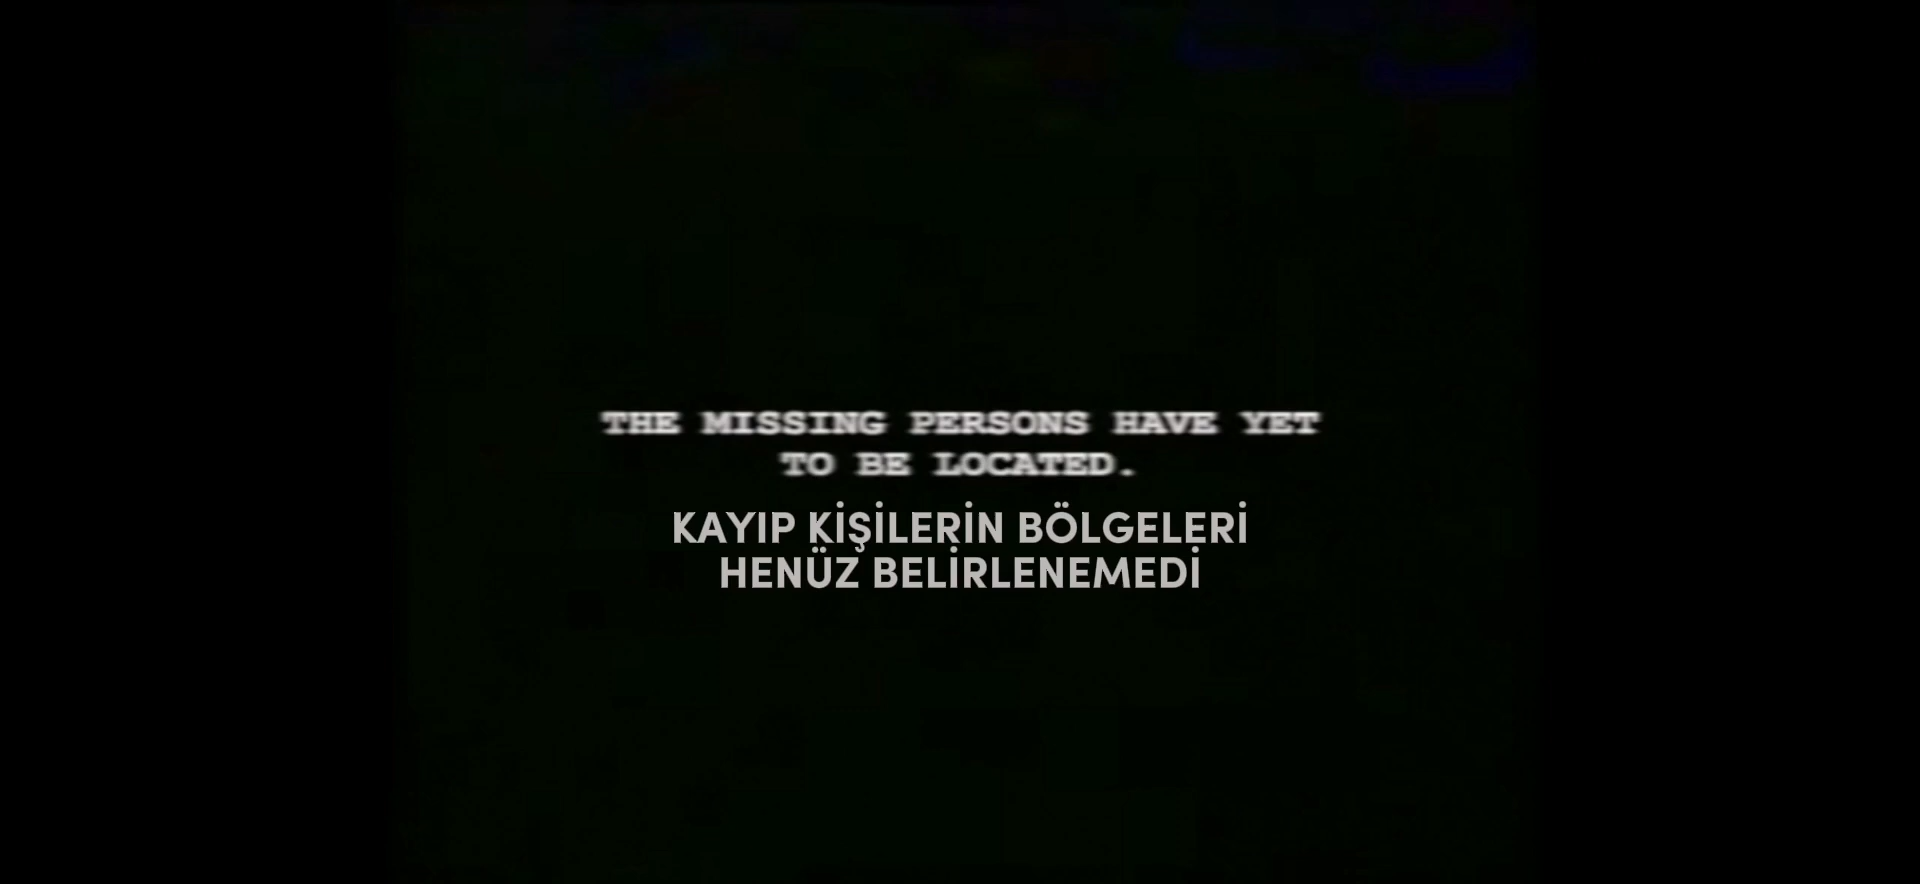 THE MISSING PERSONS HAVE YET
TO BE LOCATED.
KAYIP KİŞİLERİN BÖLGELERİ
HENÜZ BELİRLENEMEDİ